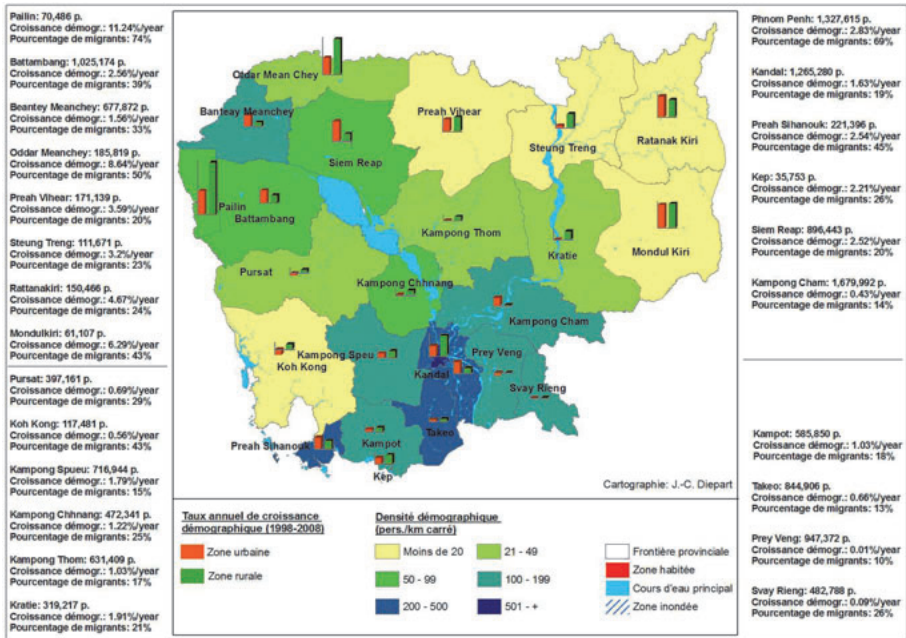 Pailin: 70,486 p.
Croissance démogr.: 11.24%/year
Pourcentage de migrants: 74%
Battambang: 1,025,174 p.
Croissance démogr.: 2.56%/year
Pourcentage de migrants: 39%
Beantey Meanchey: 677,872 p.
Croissance démogr.: 1.56%/year
Pourcentage de migrants: 33%
Oddar Meanchey: 185,819 p.
Croissance démogr.: 8.64%/year
Pourcentage de migrants: 50%
Preah Vihear: 171,139 p.
Croissance démogr.: 3.59%/year
Pourcentage de migrants: 20%
Steung Treng: 111,671 p.
Croissance démogr.: 3.2%/year
Pourcentage de migrants: 23%
Rattanakiri: 150,466 p.
Croissance démogr.: 4.67%/year
Pourcentage de migrants: 24%
Mondulkiri: 61,107 p.
Croissance démogr.: 6.29%/year
Pourcentage de migrants: 43%
Pursat: 397,161 p.
Croissance démogr.: 0.69%/year
Pourcentage de migrants: 29%
Koh Kong: 117,481 p.
Croissance démogr.: 0.56%/year
Pourcentage de migrants: 43%
Kampong Spueu: 716,944 p.
Croissance démogr.: 1.79%/year
Pourcentage de migrants: 15%
Kampong Chhnang: 472,341 p.
Croissance démogr.: 1.22%/year
Pourcentage de migrants: 25%
Kampong Thom: 631,409 p.
Croissance démogr.: 1.03%/year
Pourcentage de migrants: 17%
Kratie: 319,217 p.
Croissance démogr.: 1.91%/year
Pourcentage de migrants: 21%
Oddar Mean Chey
Bantey Meanchey
Preah Vihear
Siem Reap
Steung Treng
Ratanak Kiri
Pailin
Battambang
Kampong Thom
Kratie
Mondul Kiri
Pursat
Kampong Chhnang
Kampong Cham
Kampong Speu
Prey Veng
Koh Kong
Kandal
Svay Rieng
Preah Sihanouk
Kampot
Takeo
Kep
Cartographie: J.-C. Diepart
Taux annuel de croissance
démographique (1998-2008)
Zone urbaine
Zone rurale
Densité démographique
(pers./km carré)
Moins de 20
21 - 49
50 - 99
100 - 199
200 - 500
501 - +
Frontière provinciale
Zone habitée
Cours d'eau principal
Zone inondée
Phnom Penh: 1,327,615 p.
Croissance démogr.: 2.83%/year
Pourcentage de migrants: 69%
Kandal: 1,265,280 p.
Croissance démogr.: 1.63%/year
Pourcentage de migrants: 19%
Preah Sihanouk: 221,396 p.
Croissance démogr.: 2.54%/year
Pourcentage de migrants: 45%
Kep: 35,753 p.
Croissance démogr.: 2.21%/year
Pourcentage de migrants: 26%
Siem Reap: 896,443 p.
Croissance démogr.: 2.52%/year
Pourcentage de migrants: 20%
Kampong Cham: 1,679,992 p.
Croissance démogr.: 0.43%/year
Pourcentage de migrants: 14%
Kampot: 585,850 p.
Croissance démogr.: 1.03%/year
Pourcentage de migrants: 18%
Takeo: 844,906 p.
Croissance démogr.: 0.66%/year
Pourcentage de migrants: 13%
Prey Veng: 947,372 p.
Croissance démogr.: 0.01%/year
Pourcentage de migrants: 10%
Svay Rieng: 482,788 p.
Croissance démogr.: 0.09%/year
Pourcentage de migrants: 26%